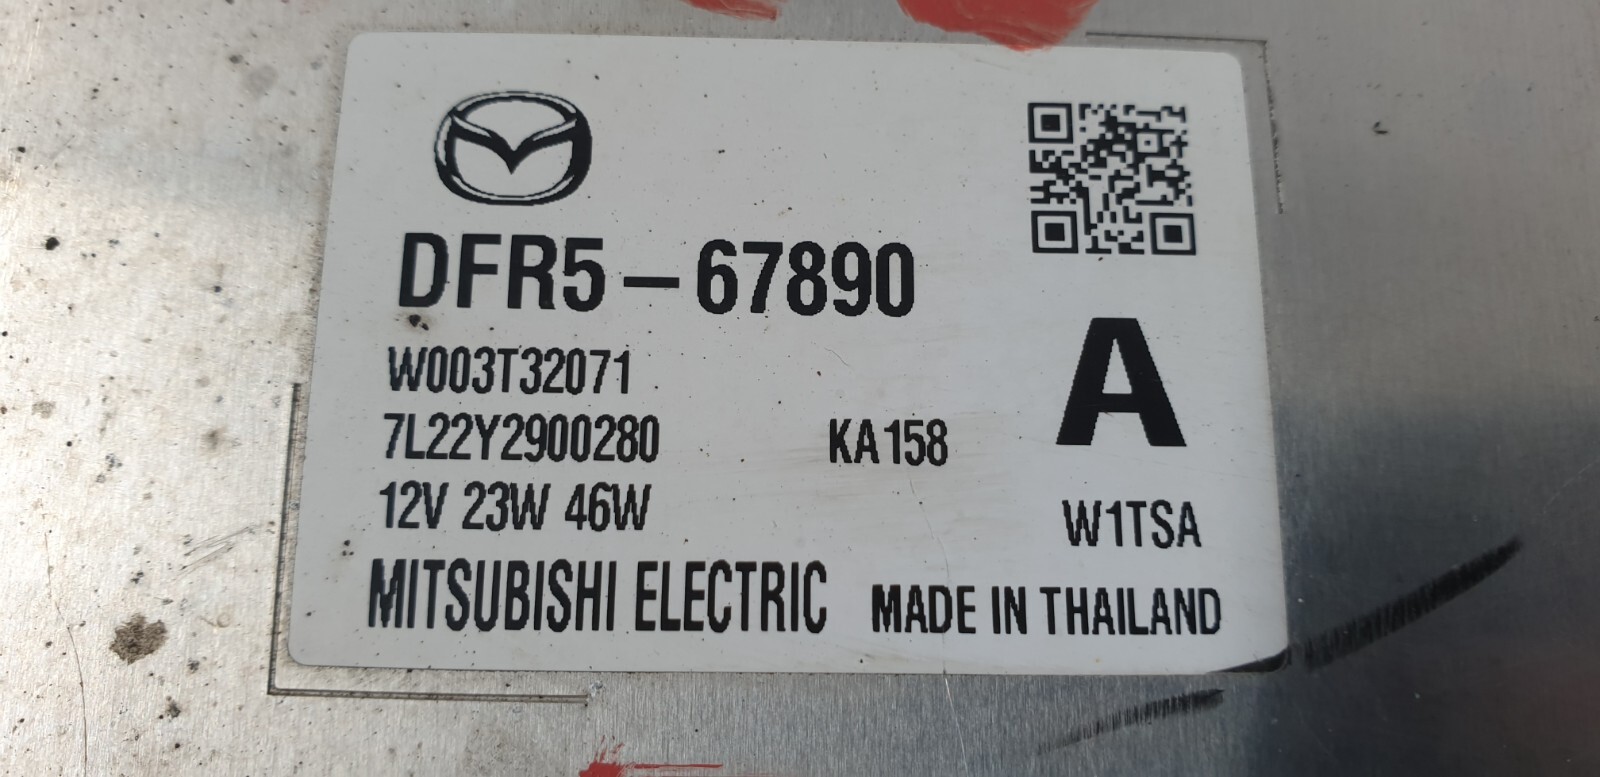 DFR5-67890
A
W003T32071
7L22Y2900280 KA158
12V 23W 46W
W1TSA
MITSUBISHI ELECTRIC MADE IN THAILAND